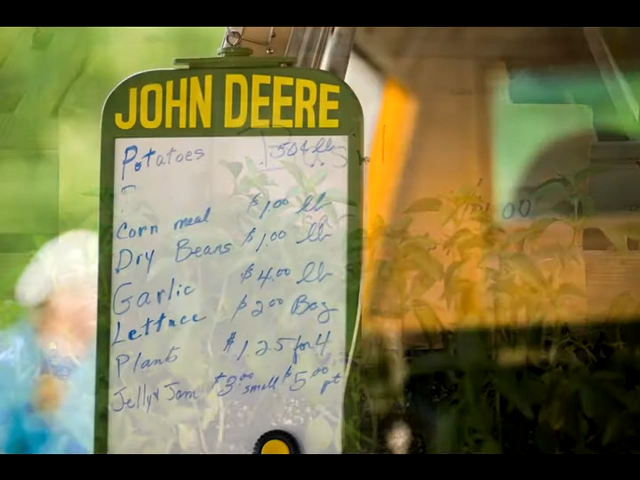 JOHN DEERE
Potatoes .50¢ lb
Corn meal $1.00 lb
Dry Beans $1.00 lb
Garlic $4.00 lb
Lettuce $2.00 Bag
Plants $1.25 for 4
Jelly & Jam $3.00 small $5.00 pt